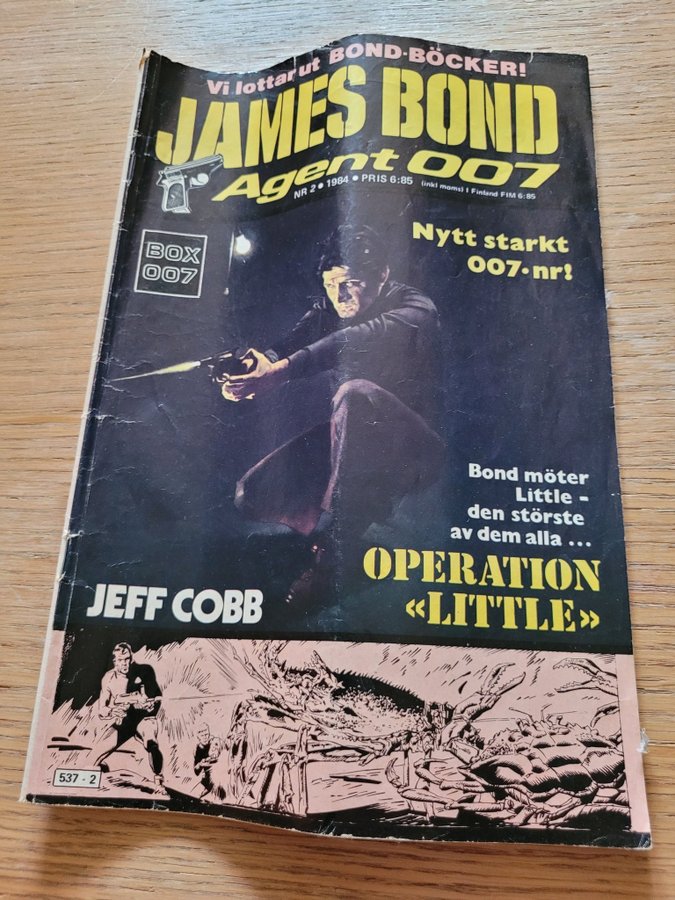 Vi lottar ut BOND-BÖCKER!
JAMES BOND
Agent 007
NR 2 • 1984 • PRIS 6:85 (inkl moms) I Finland FIM 6:85
BOX
007
Nytt starkt
007-nr!
Bond möter
Little -
den störste
av dem alla ...
OPERATION
«LITTLE»
JEFF COBB
537 - 2